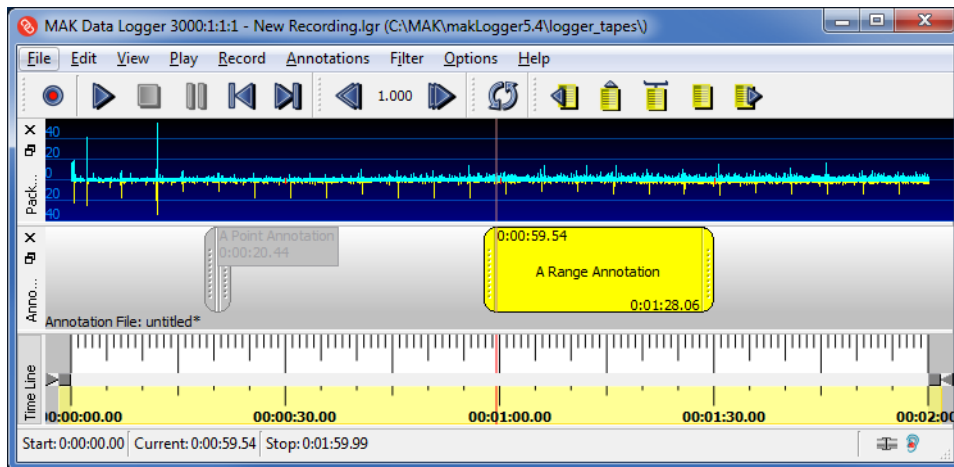 MAK Data Logger 3000:1:1:1 - New Recording.lgr (C:\MAK\makLogger5.4\logger_tapes\)
File Edit View Play Record Annotations Filter Options Help
1.000
Pack...
40
20
0
20
40
Anno...
A Point Annotation
0:00:20.44
0:00:59.54
A Range Annotation
0:01:28.06
Annotation File: untitled*
Time Line
0:00:00.00 00:00:30.00 00:01:00.00 00:01:30.00 00:02:00
Start: 0:00:00.00 Current: 0:00:59.54 Stop: 0:01:59.99